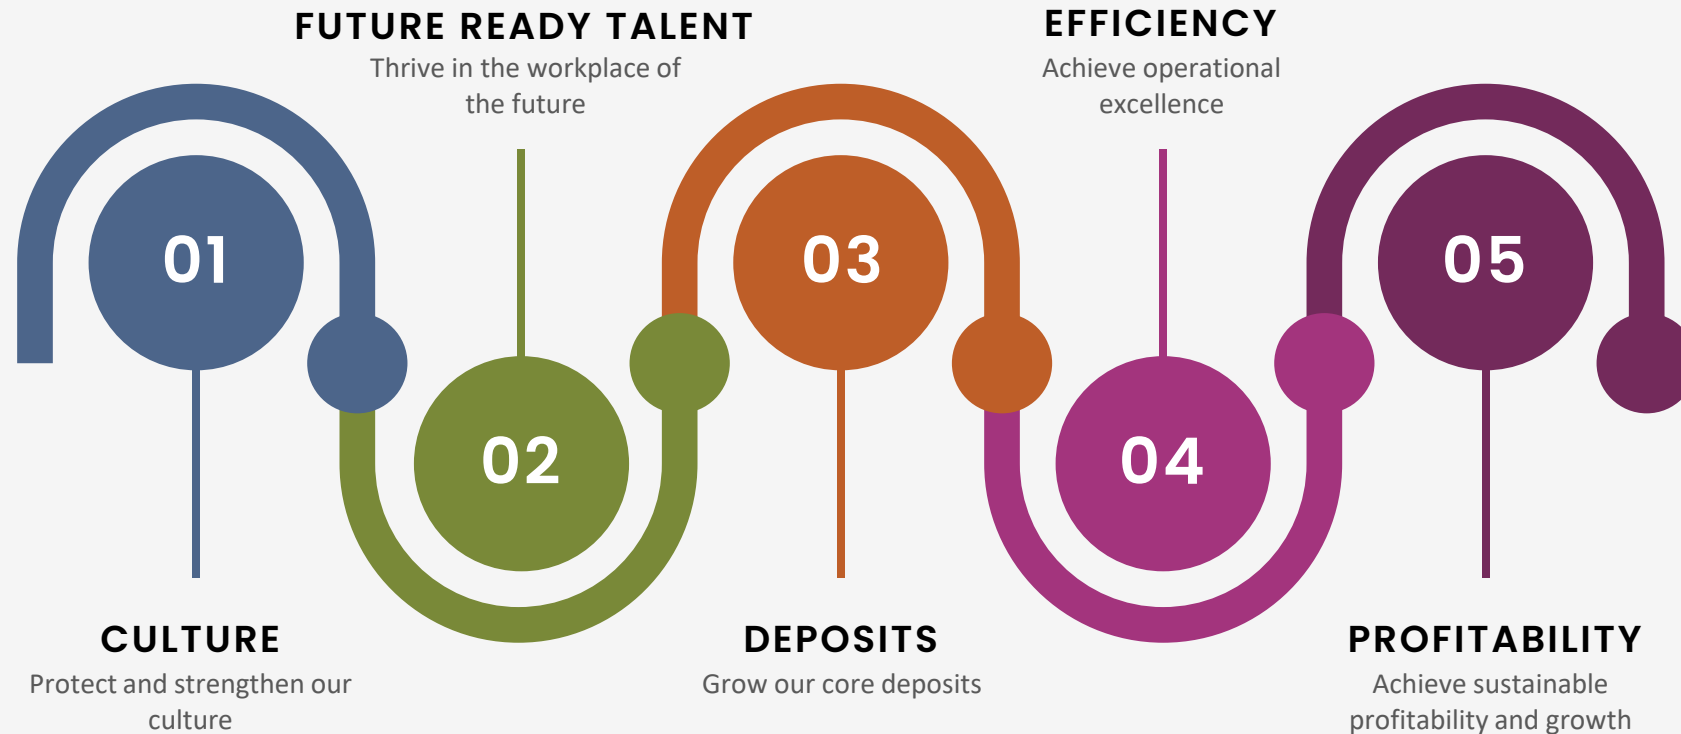 01
CULTURE
Protect and strengthen our
culture
FUTURE READY TALENT
Thrive in the workplace of
the future
02
03
DEPOSITS
Grow our core deposits
EFFICIENCY
Achieve operational
excellence
04
05
PROFITABILITY
Achieve sustainable
profitability and growth